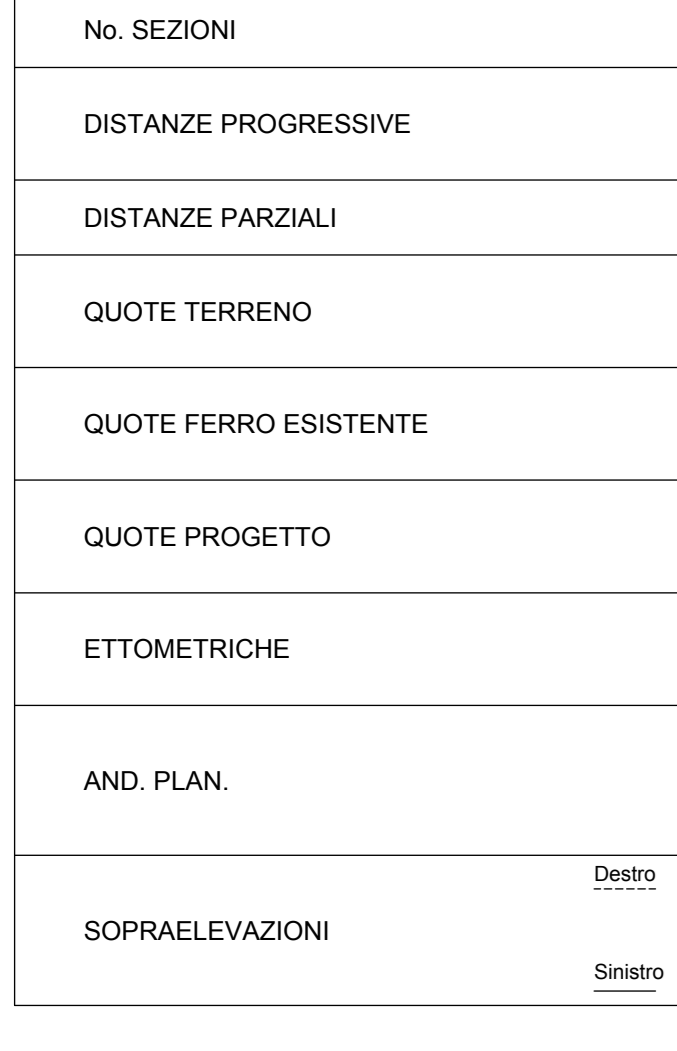 No. SEZIONI
DISTANZE PROGRESSIVE
DISTANZE PARZIALI
QUOTE TERRENO
QUOTE FERRO ESISTENTE
QUOTE PROGETTO
ETTOMETRICHE
AND. PLAN.
Destro
SOPRAELEVAZIONI
Sinistro